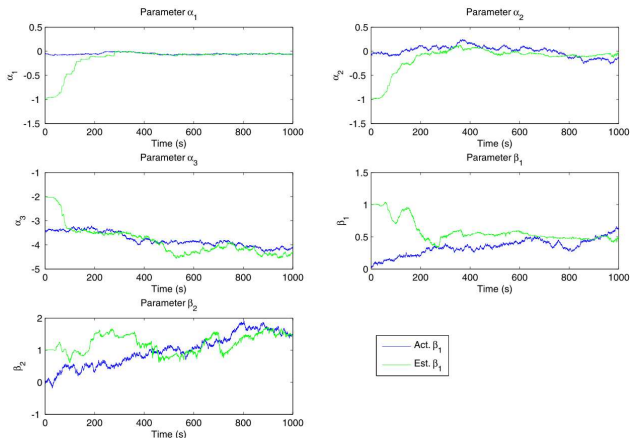 Parameter α1
α1
0.5
0
-0.5
-1
-1.5
0 200 400 600 800 1000
Time (s)
Parameter α2
α2
0.5
0
-0.5
-1
-1.5
0 200 400 600 800 1000
Time (s)
Parameter α3
α3
-1
-2
-3
-4
-5
0 200 400 600 800 1000
Time (s)
Parameter β1
β1
1.5
1
0.5
0
0 200 400 600 800 1000
Time (s)
Parameter β2
β2
2
1
0
-1
0 200 400 600 800 1000
Time (s)
Act. β1
Est. β1